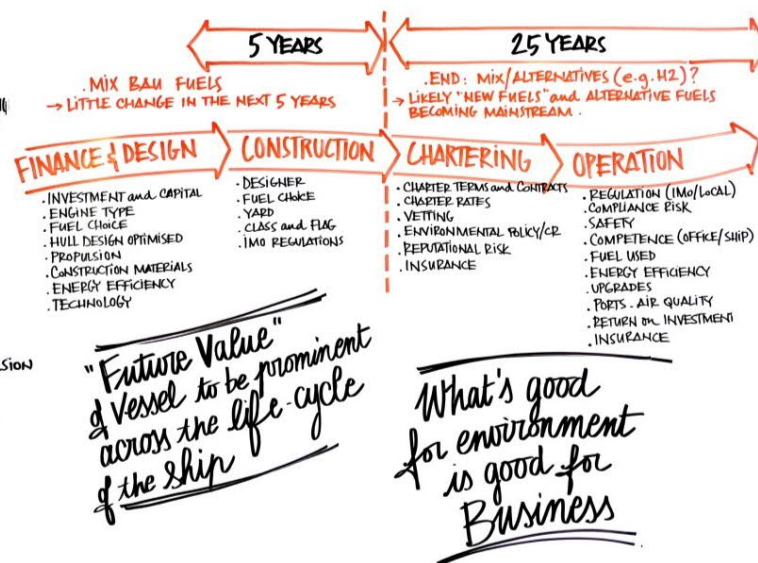 5 YEARS
25 YEARS
. MIX BAU FUELS
→ LITTLE CHANGE IN THE NEXT 5 YEARS
. END: MIX/ALTERNATIVES (e.g. H2)?
→ LIKELY "NEW FUELS" and ALTERNATIVE FUELS
BECOMING MAINSTREAM.
FINANCE & DESIGN
CONSTRUCTION
CHARTERING
OPERATION
. INVESTMENT and CAPITAL
. ENGINE TYPE
. FUEL CHOICE
. HULL DESIGN OPTIMISED
. PROPULSION
. CONSTRUCTION MATERIALS
. ENERGY EFFICIENCY
. TECHNOLOGY
. DESIGNER
. FUEL CHOICE
. YARD
. CLASS and FLAG
. IMO REGULATIONS
. CHARTER TERMS and CONTRACTS
. CHARTER RATES
. VETTING
. ENVIRONMENTAL POLICY/CR
. REPUTATIONAL RISK
. INSURANCE
. REGULATION (IMO/LOCAL)
. COMPLIANCE RISK
. SAFETY
. COMPETENCE (OFFICE/SHIP)
. FUEL USED
. ENERGY EFFICIENCY
. UPGRADES
. PORTS. AIR QUALITY
. RETURN on INVESTMENT
. INSURANCE
SION
"Future Value"
of Vessel to be prominent
across the life-cycle
of the ship
What's good
for environment
is good for
Business